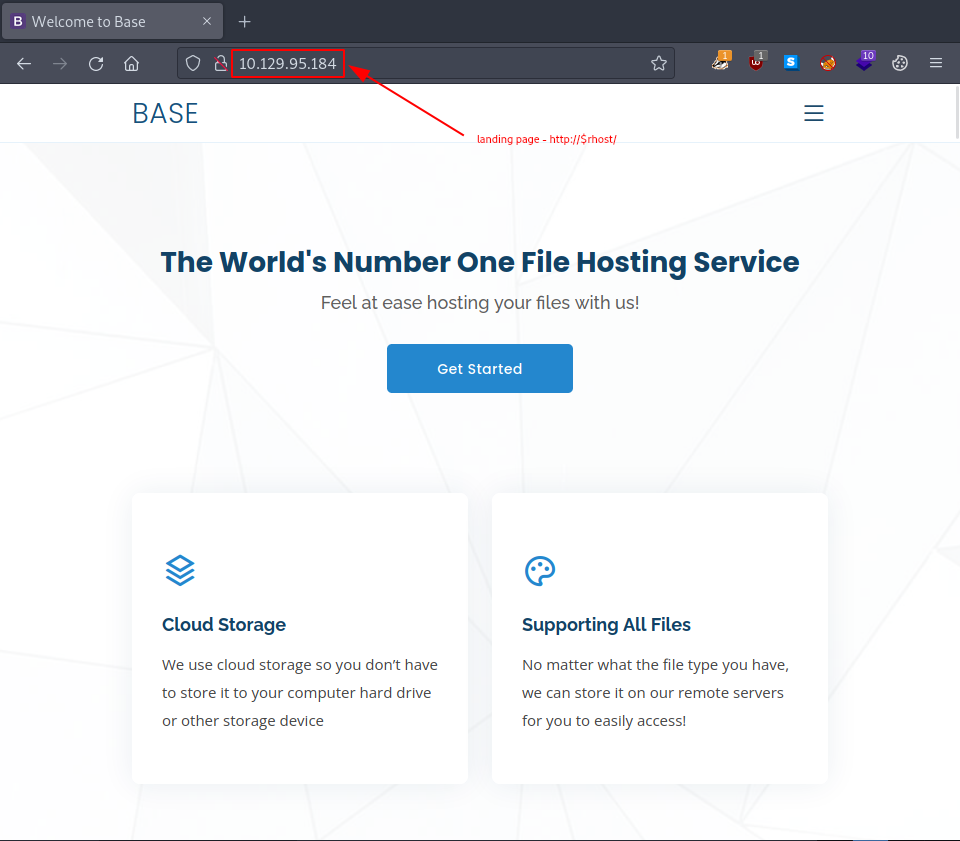 B Welcome to Base
10.129.95.184
1
1
S
10
BASE
landing page - http://$rhost/
The World's Number One File Hosting Service
Feel at ease hosting your files with us!
Get Started
Cloud Storage
We use cloud storage so you don't have
to store it to your computer hard drive
or other storage device
Supporting All Files
No matter what the file type you have,
we can store it on our remote servers
for you to easily access!